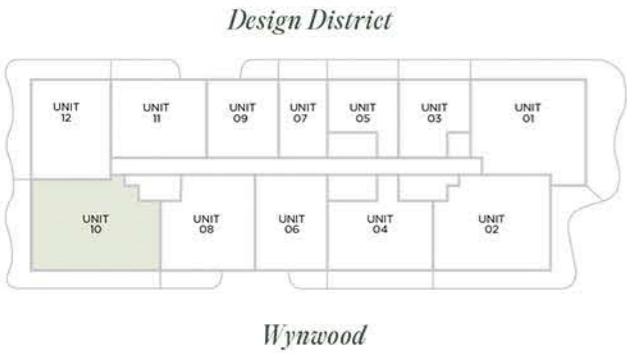 Design District
UNIT
12
UNIT
11
UNIT
09
UNIT
07
UNIT
05
UNIT
03
UNIT
01
UNIT
10
UNIT
08
UNIT
06
UNIT
04
UNIT
02
Wynwood